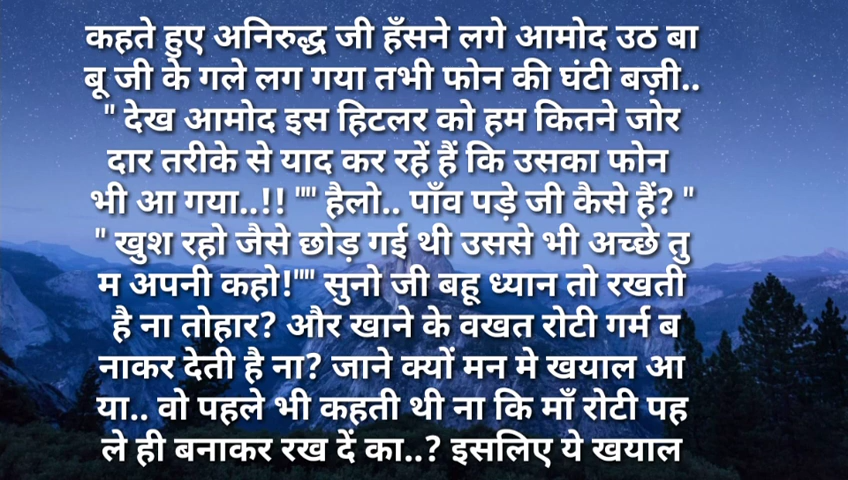 कहते हुए अनिरुद्ध जी हँसने लगे आमोद उठ बा
बू जी के गले लग गया तभी फोन की घंटी बज़ी..
" देख आमोद इस हिटलर को हम कितने जोर
दार तरीके से याद कर रहें हैं कि उसका फोन
भी आ गया..!! "" हैलो.. पाँव पड़े जी कैसे हैं? "
" खुश रहो जैसे छोड़ गई थी उससे भी अच्छे तु
म अपनी कहो!"" सुनो जी बहू ध्यान तो रखती
है ना तोहार? और खाने के वखत रोटी गर्म ब
नाकर देती है ना? जाने क्यों मन मे खयाल आ
या.. वो पहले भी कहती थी ना कि माँ रोटी पह
ले ही बनाकर रख दें का..? इसलिए ये खयाल